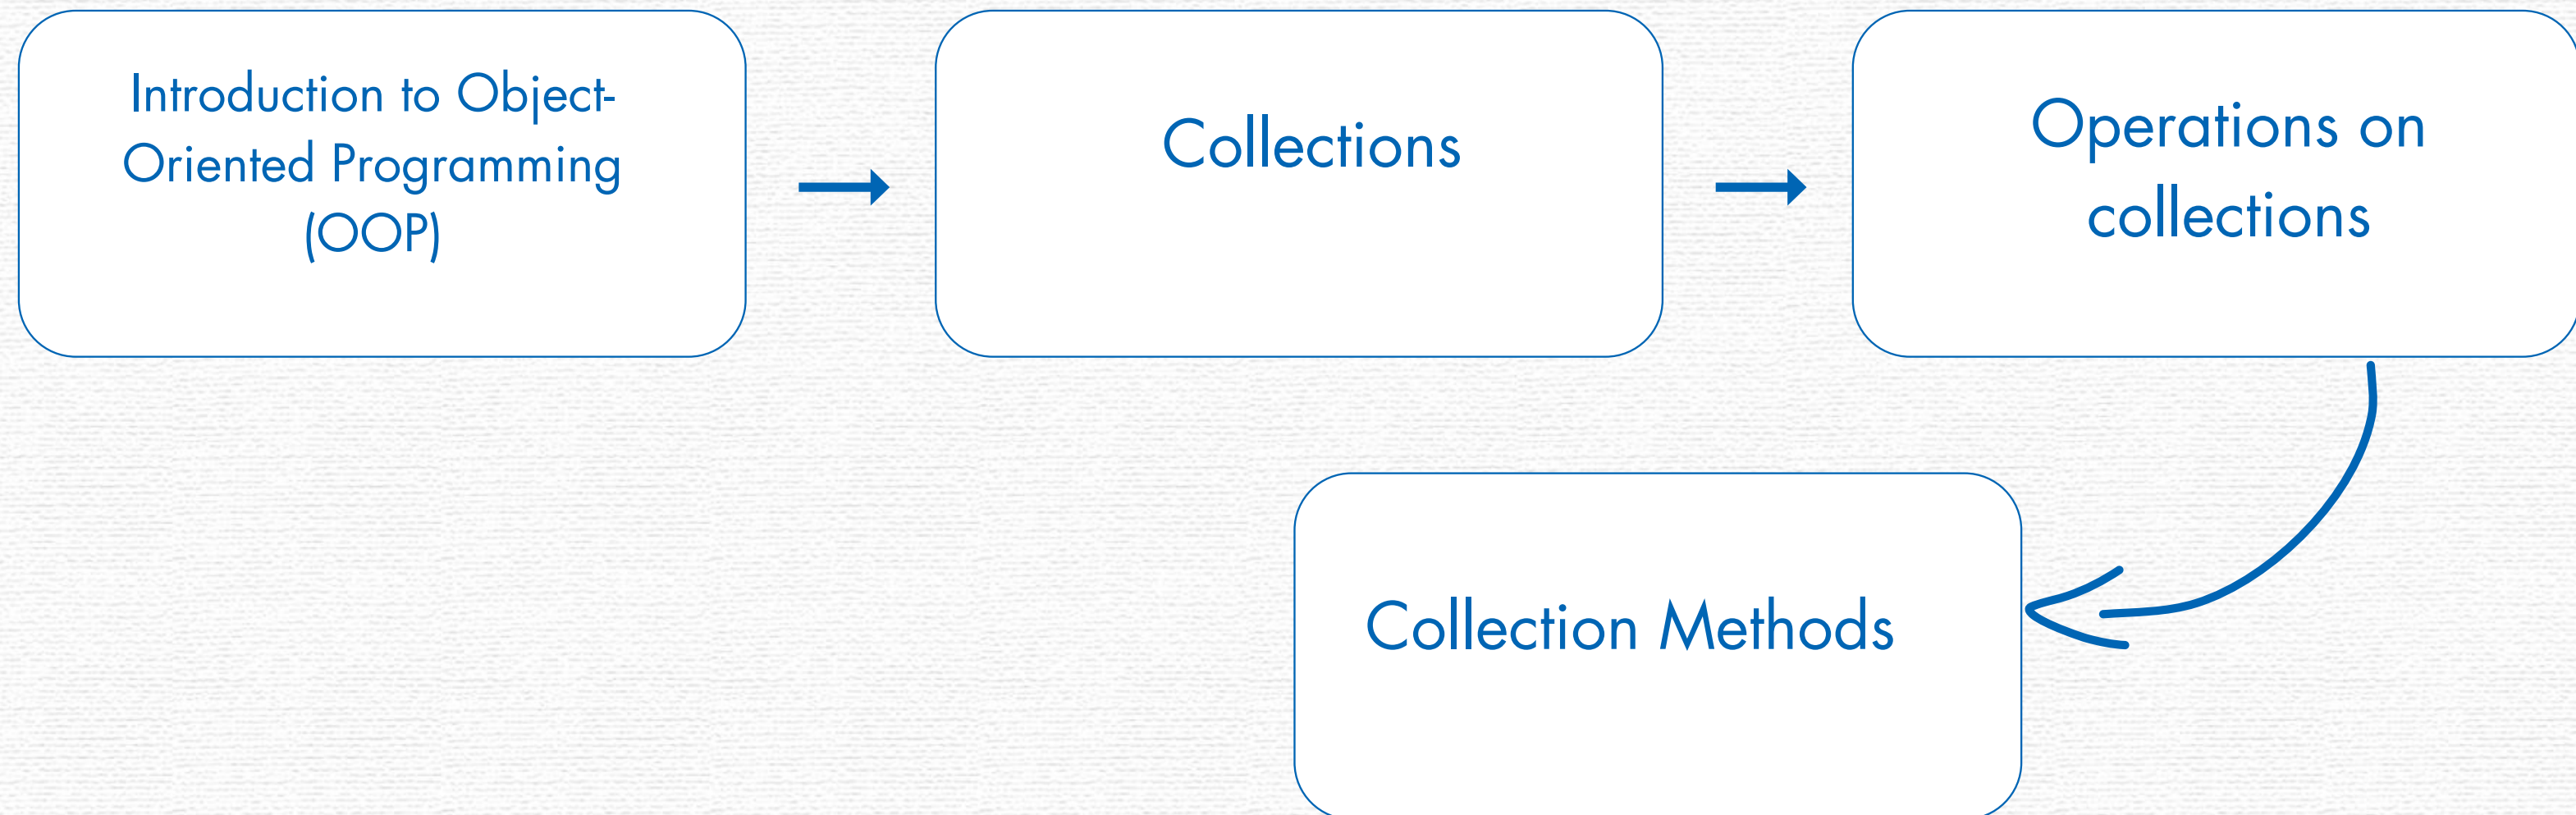 Introduction to Object-
Oriented Programming
(OOP)
Collections
Operations on
collections
Collection Methods